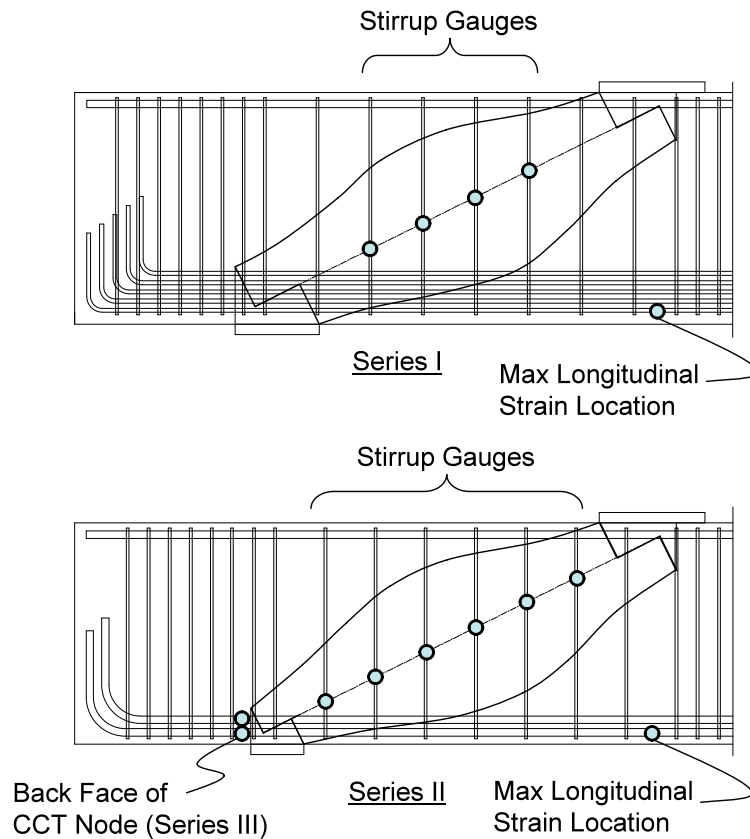 Stirrup Gauges
Series I
Max Longitudinal
Strain Location
Stirrup Gauges
Back Face of
CCT Node (Series III)
Series II
Max Longitudinal
Strain Location